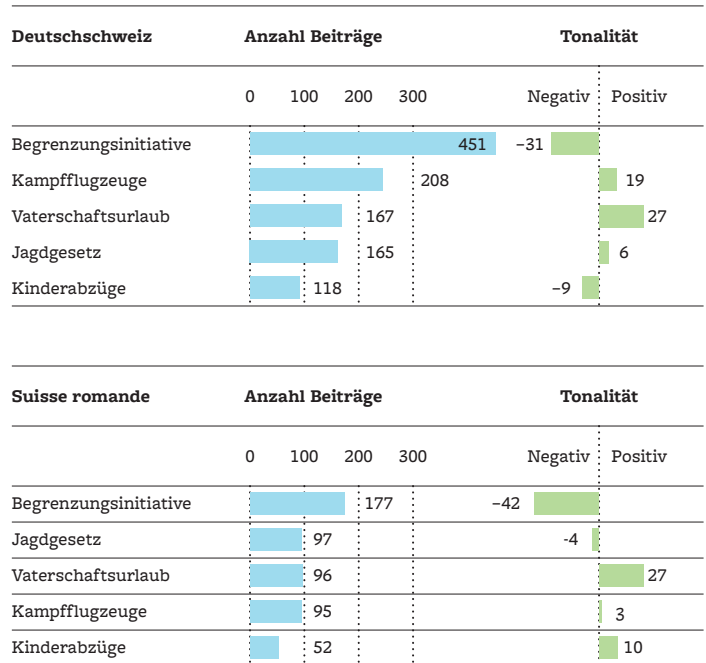 Deutschschweiz Anzahl Beiträge Tonalität
0 100 200 300 Negativ Positiv
Begrenzungsinitiative 451 –31
Kampfflugzeuge 208 19
Vaterschaftsurlaub 167 27
Jagdgesetz 165 6
Kinderabzüge 118 –9
Suisse romande Anzahl Beiträge Tonalität
0 100 200 300 Negativ Positiv
Begrenzungsinitiative 177 –42
Jagdgesetz 97 -4
Vaterschaftsurlaub 96 27
Kampfflugzeuge 95 3
Kinderabzüge 52 10